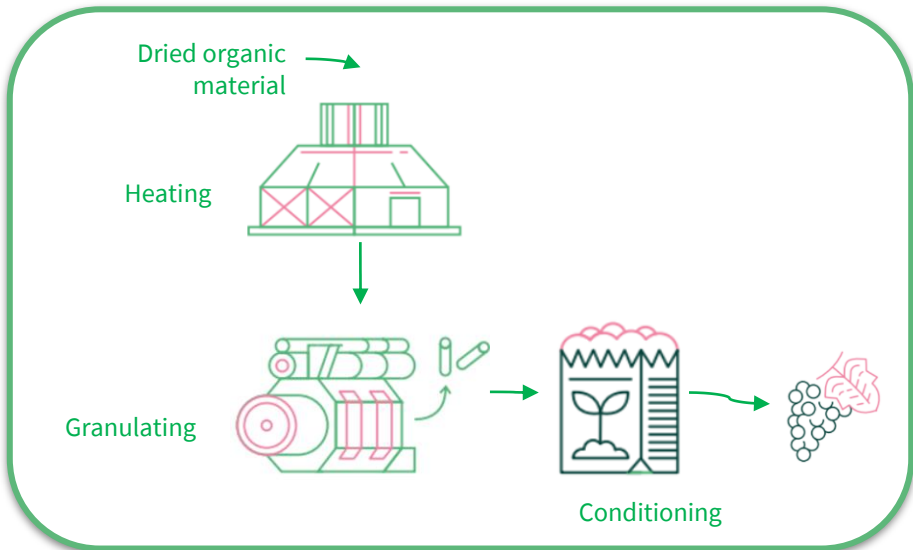 Dried organic
material
Heating
Granulating
Conditioning